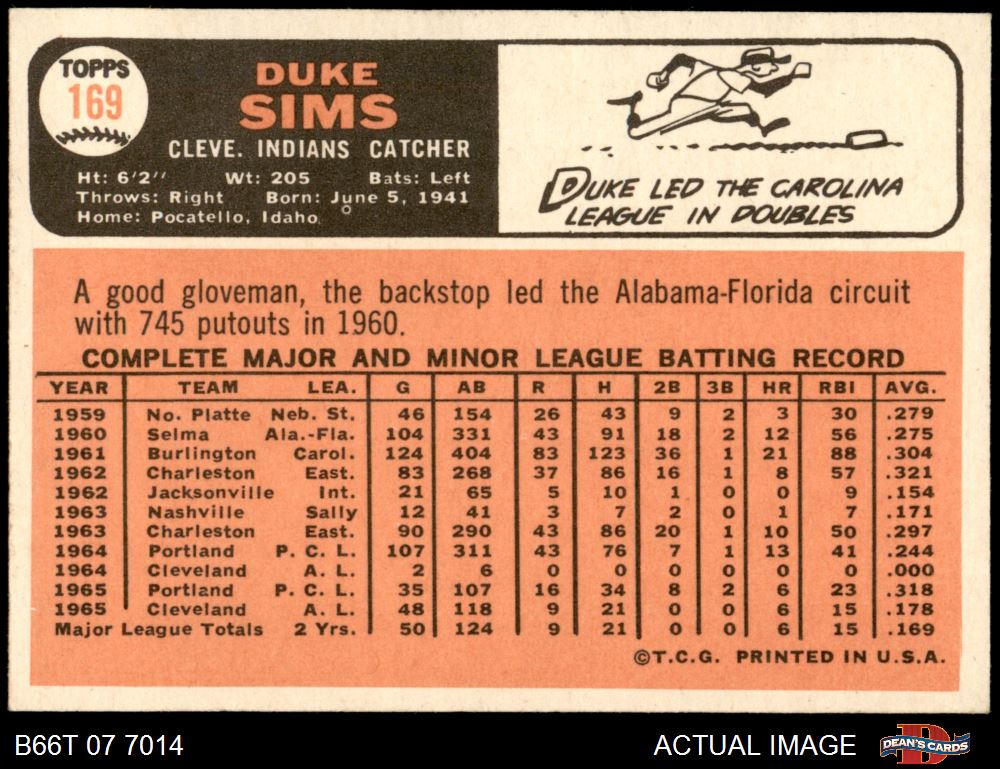 TOPPS
169
DUKE
SIMS
CLEVE. INDIANS CATCHER
Ht: 6'2'' Wt: 205 Bats: Left
Throws: Right Born: June 5, 1941
Home: Pocatello, Idaho
DUKE LED THE CAROLINA
LEAGUE IN DOUBLES
A good gloveman, the backstop led the Alabama-Florida circuit
with 745 putouts in 1960.
COMPLETE MAJOR AND MINOR LEAGUE BATTING RECORD
YEAR TEAM LEA. G AB R H 2B 3B HR RBI AVG.
1959 No. Platte Neb. St. 46 154 26 43 9 2 3 30 .279
1960 Selma Ala.-Fla. 104 331 43 91 18 2 12 56 .275
1961 Burlington Carol. 124 404 83 123 36 1 21 88 .304
1962 Charleston East. 83 268 37 86 16 1 8 57 .321
1962 Jacksonville Int. 21 65 5 10 1 0 0 9 .154
1963 Nashville Sally 12 41 3 7 2 0 1 7 .171
1963 Charleston East. 90 290 43 86 20 1 10 50 .297
1964 Portland P. C. L. 107 311 43 76 7 1 13 41 .244
1964 Cleveland A. L. 2 6 0 0 0 0 0 0 .000
1965 Portland P. C. L. 35 107 16 34 8 2 6 23 .318
1965 Cleveland A. L. 48 118 9 21 0 0 6 15 .178
Major League Totals 2 Yrs. 50 124 9 21 0 0 6 15 .169
©T.C.G. PRINTED IN U.S.A.
B66T 07 7014 ACTUAL IMAGE
DEAN'S CARDS